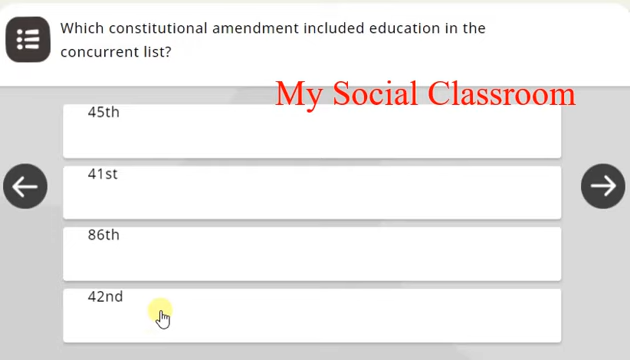 Which constitutional amendment included education in the
concurrent list?
My Social Classroom
45th
41st
86th
42nd